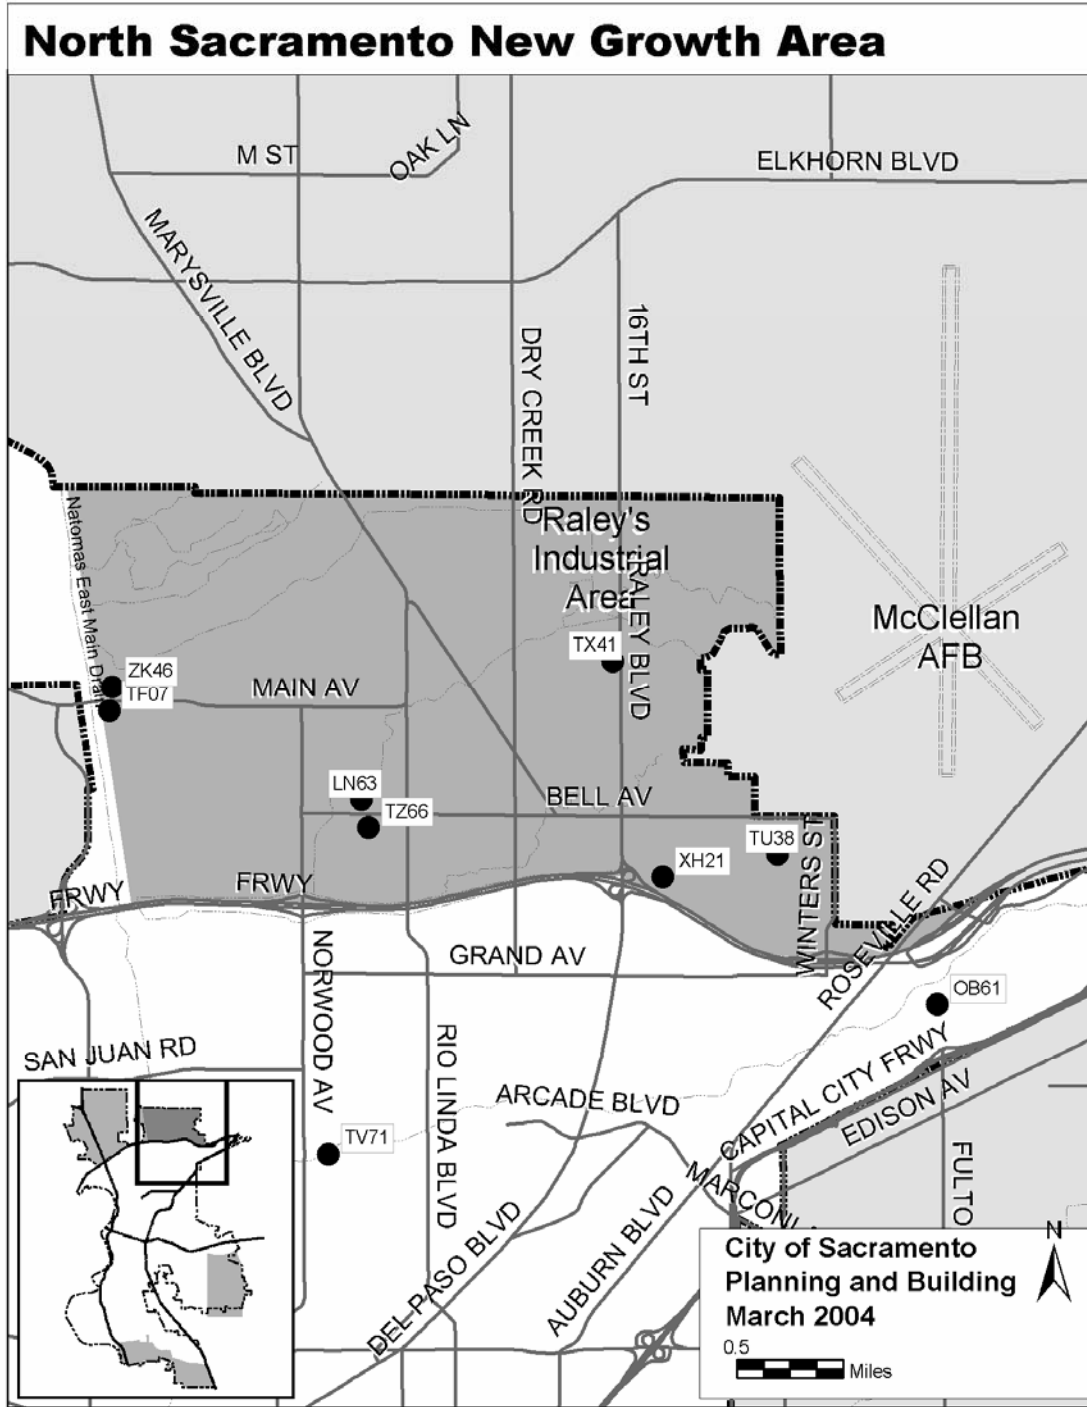 North Sacramento New Growth Area
M ST
OAK LN
ELKHORN BLVD
MARYSVILLE BLVD
DRY CREEK RD
16TH ST
Natomas East Main Drain
Raley's
Industrial
Area
RALEY BLVD
McClellan
AFB
TX41
ZK46
TF07
MAIN AV
LN63
TZ66
BELL AV
TU38
XH21
WINTERS ST
FRWY
FRWY
ROSEVILLE RD
GRAND AV
NORWOOD AV
OB61
SAN JUAN RD
RIO LINDA BLVD
ARCADE BLVD
CAPITAL CITY FRWY
EDISON AV
TV71
MARCONI
FULTO
DEL PASO BLVD
AUBURN BLVD
City of Sacramento
Planning and Building
March 2004
N
0.5
Miles